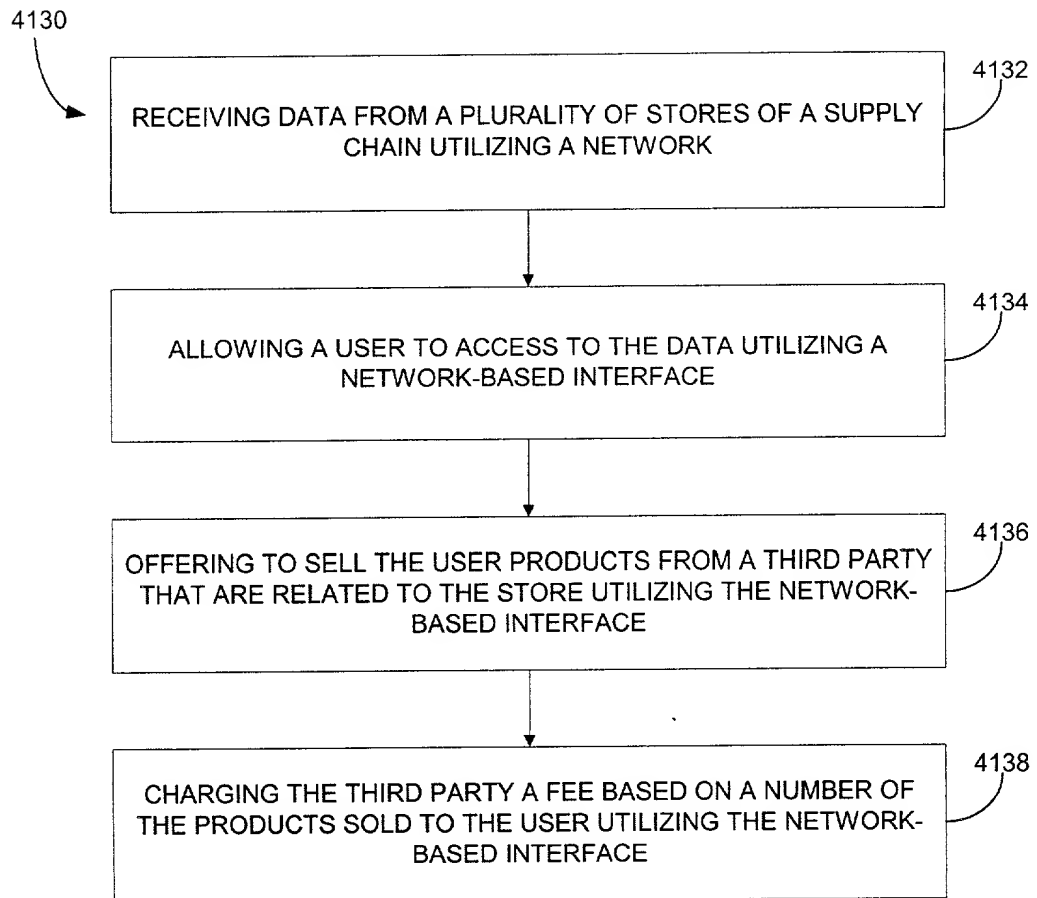 4130
4132
RECEIVING DATA FROM A PLURALITY OF STORES OF A SUPPLY
CHAIN UTILIZING A NETWORK
4134
ALLOWING A USER TO ACCESS TO THE DATA UTILIZING A
NETWORK-BASED INTERFACE
4136
OFFERING TO SELL THE USER PRODUCTS FROM A THIRD PARTY
THAT ARE RELATED TO THE STORE UTILIZING THE NETWORK-
BASED INTERFACE
4138
CHARGING THE THIRD PARTY A FEE BASED ON A NUMBER OF
THE PRODUCTS SOLD TO THE USER UTILIZING THE NETWORK-
BASED INTERFACE